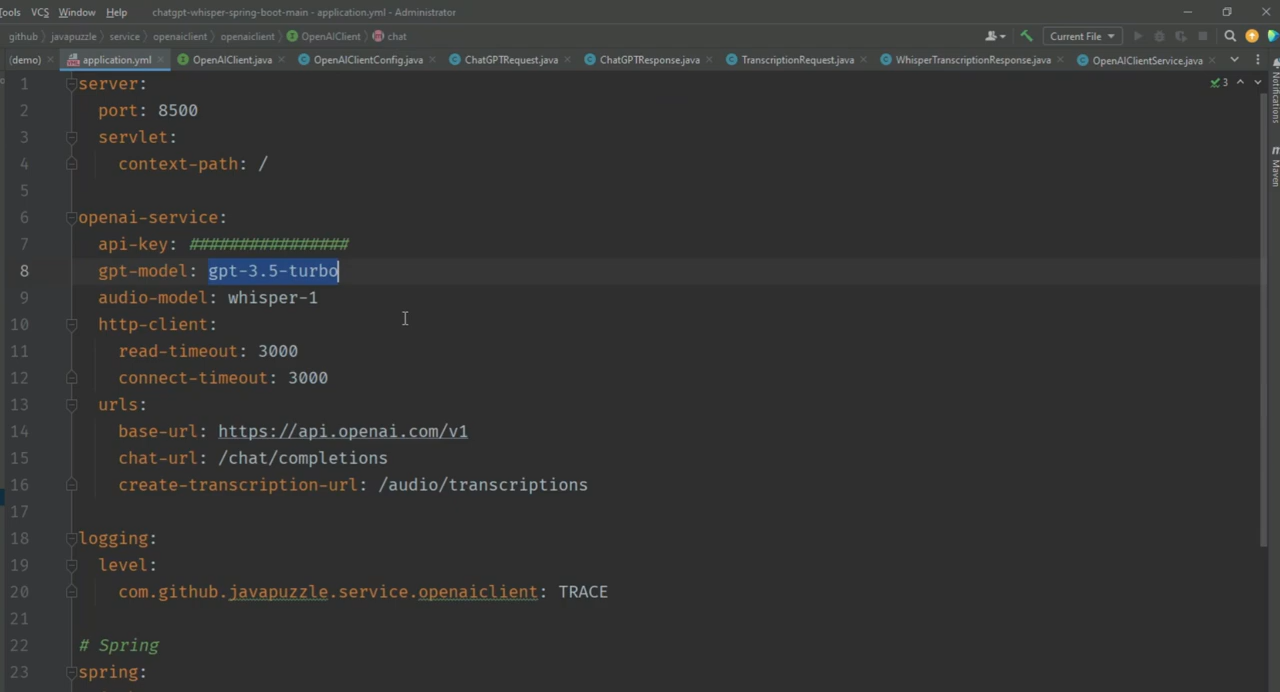 Tools VCS Window Help chatgpt-whisper-spring-boot-main - application.yml - Administrator
github javapuzzle service openaiclient openaiclient OpenAIClient chat Current File
(demo) application.yml OpenAIClient.java OpenAIClientConfig.java ChatGPTRequest.java ChatGPTResponse.java TranscriptionRequest.java WhisperTranscriptionResponse.java OpenAIClientService.java
1 server: 3
2 port: 8500
3 servlet:
4 context-path: /
5
6 openai-service:
7 api-key: ################
8 gpt-model: gpt-3.5-turbo
9 audio-model: whisper-1
10 http-client:
11 read-timeout: 3000
12 connect-timeout: 3000
13 urls:
14 base-url: https://api.openai.com/v1
15 chat-url: /chat/completions
16 create-transcription-url: /audio/transcriptions
17
18 logging:
19 level:
20 com.github.javapuzzle.service.openaiclient: TRACE
21
22 # Spring
23 spring:
Notifications
Maven